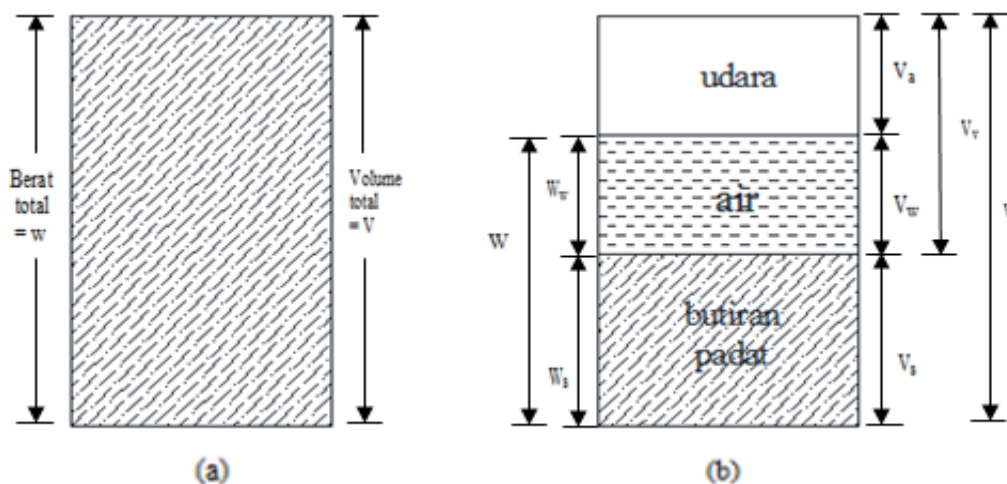 Berat
total
= w
Volume
total
= V
(a)
udara
air
butiran
padat
W
Ww
Ws
Va
Vw
Vs
Vv
V
(b)